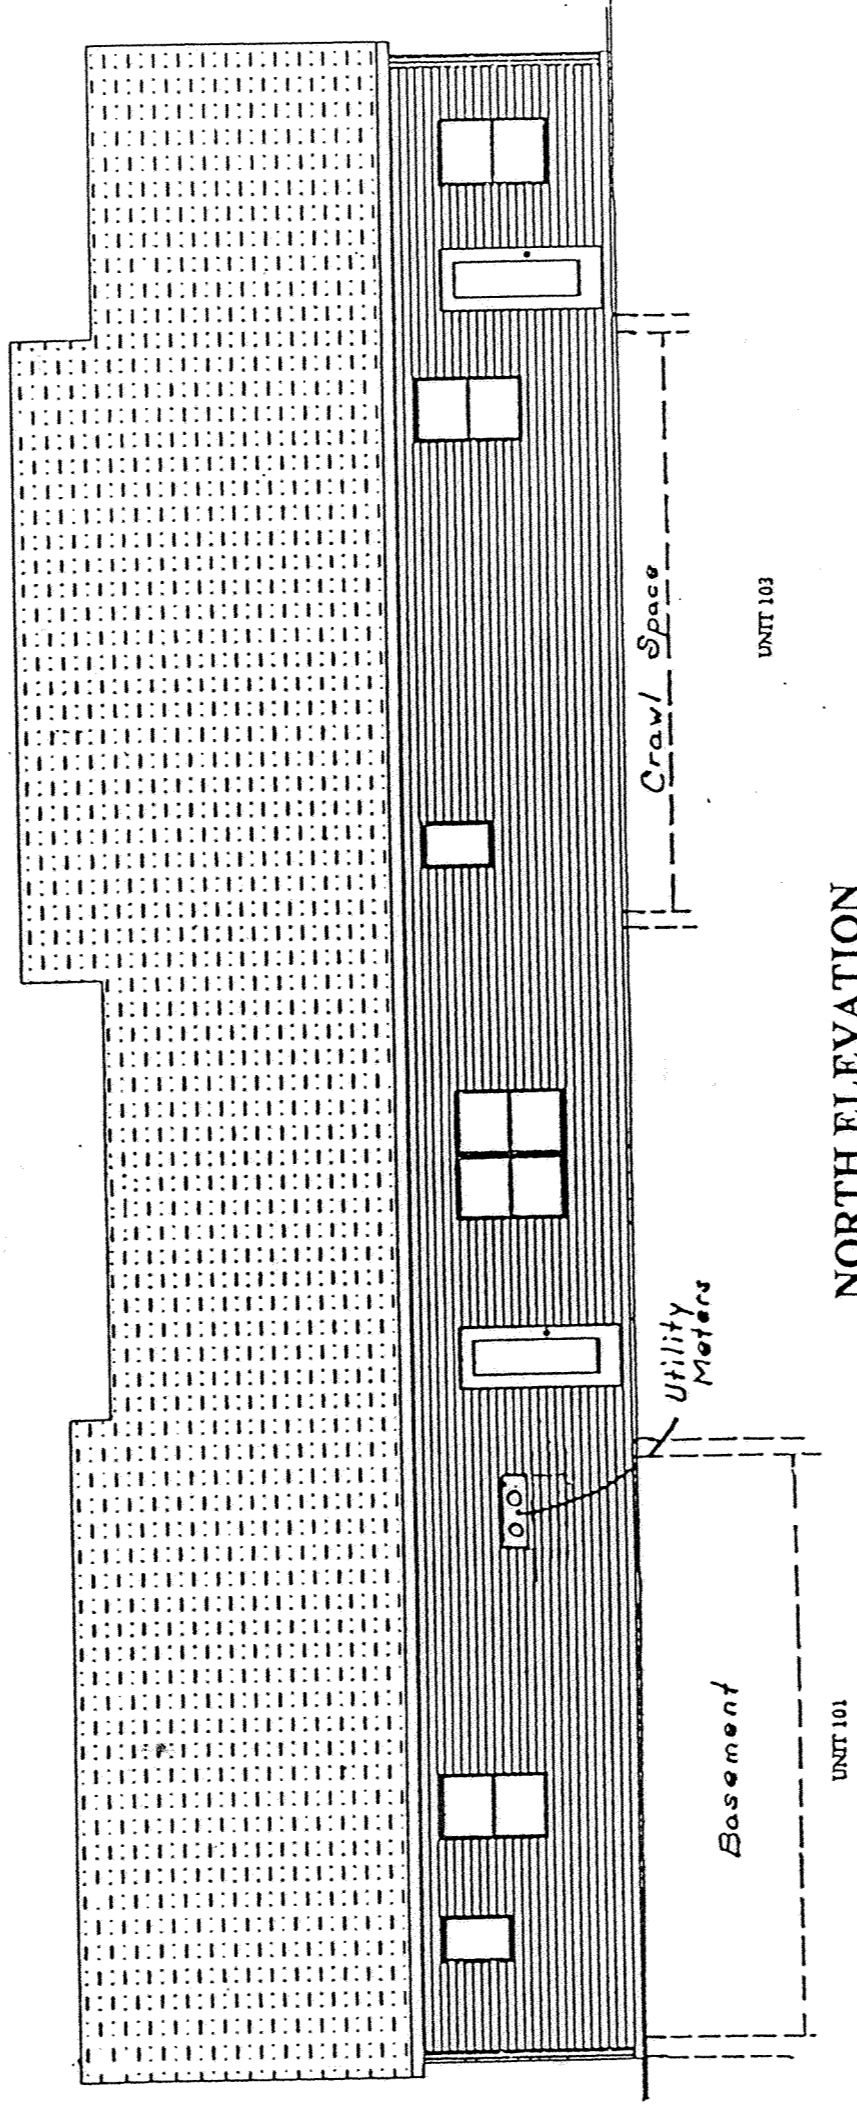 Crawl Space
Utility
Meters
Basement
UNIT 101
UNIT 103
NORTH ELEVATION